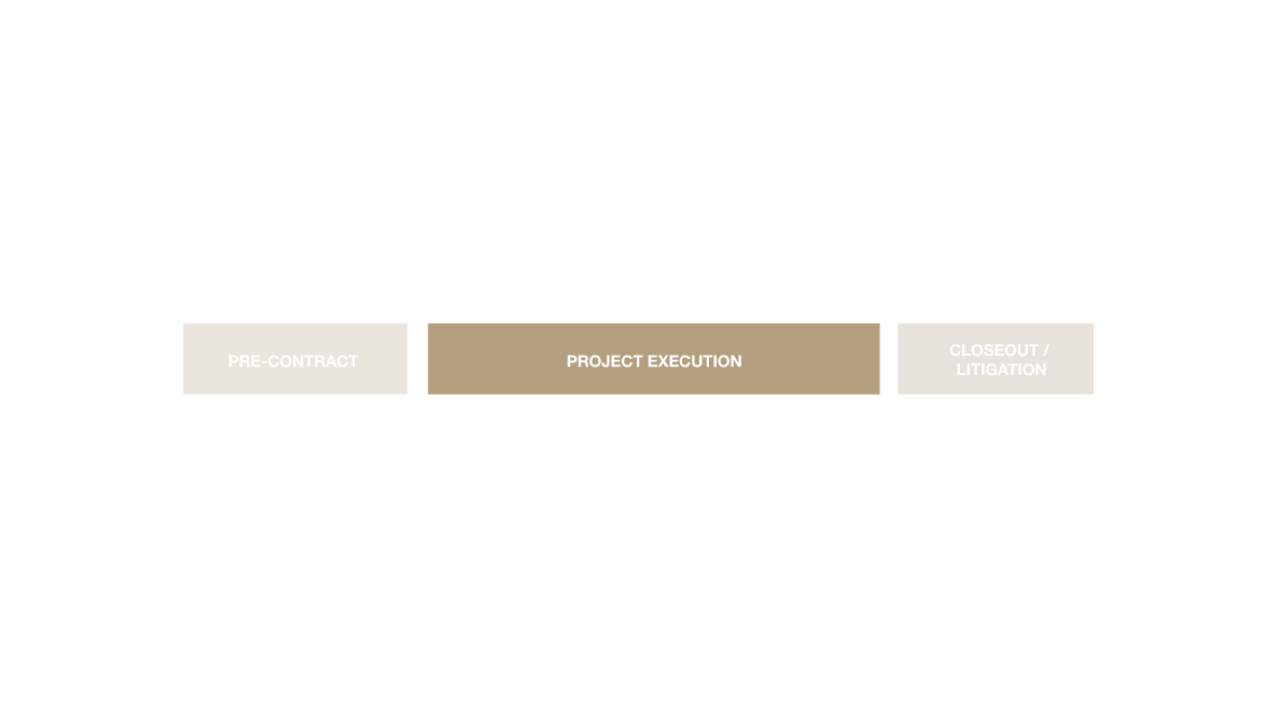 PRE-CONTRACT
PROJECT EXECUTION
CLOSEOUT /
LITIGATION